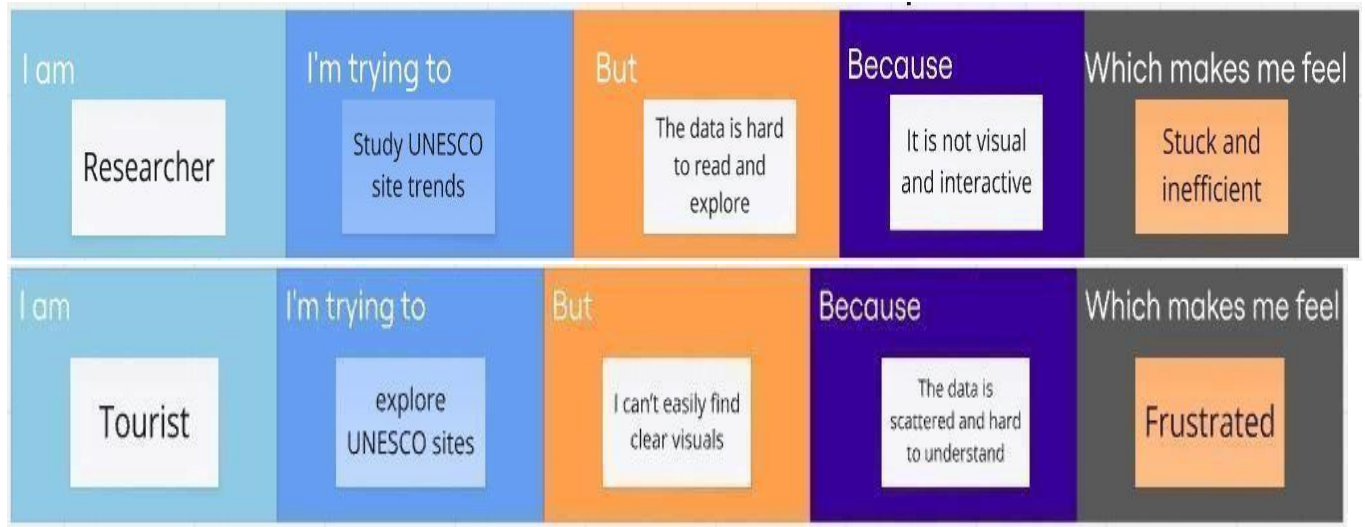 I am
I'm trying to
But
Because
Which makes me feel
Researcher
Study UNESCO
site trends
The data is hard
to read and
explore
It is not visual
and interactive
Stuck and
inefficient
I am
I'm trying to
But
Because
Which makes me feel
Tourist
explore
UNESCO sites
I can't easily find
clear visuals
The data is
scattered and hard
to understand
Frustrated